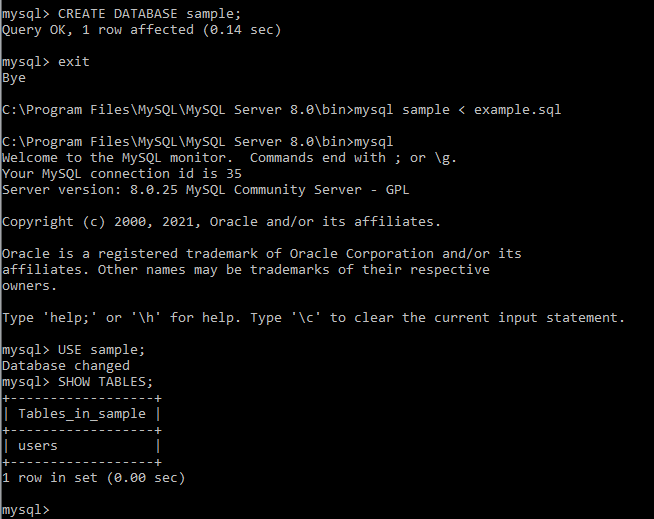 mysql> CREATE DATABASE sample;
Query OK, 1 row affected (0.14 sec)
mysql> exit
Bye
C:\Program Files\MySQL\MySQL Server 8.0\bin>mysql sample < example.sql
C:\Program Files\MySQL\MySQL Server 8.0\bin>mysql
Welcome to the MySQL monitor.  Commands end with ; or \g.
Your MySQL connection id is 35
Server version: 8.0.25 MySQL Community Server - GPL
Copyright (c) 2000, 2021, Oracle and/or its affiliates.
Oracle is a registered trademark of Oracle Corporation and/or its
affiliates. Other names may be trademarks of their respective
owners.
Type 'help;' or '\h' for help. Type '\c' to clear the current input statement.
mysql> USE sample;
Database changed
mysql> SHOW TABLES;
+------------------+
| Tables_in_sample |
+------------------+
| users            |
+------------------+
1 row in set (0.00 sec)
mysql>